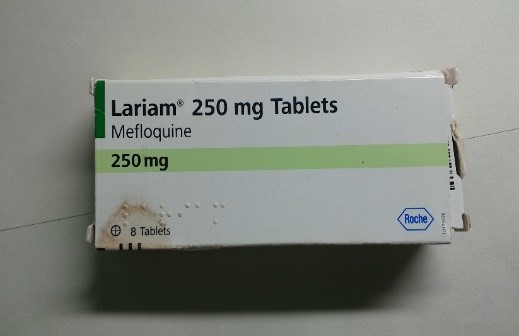 Lariam® 250 mg Tablets
Mefloquine
250 mg
8 Tablets
Roche